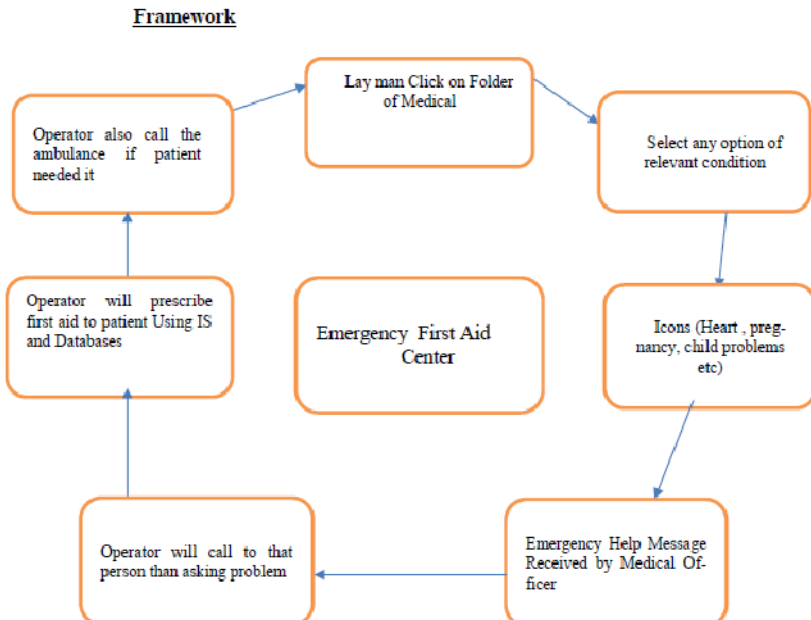 Framework
Lay man Click on Folder
of Medical
Select any option of
relevant condition
Icons (Heart , preg-
nancy, child problems
etc)
Emergency Help Message
Received by Medical Of-
ficer
Operator will call to that
person than asking problem
Operator will prescribe
first aid to patient Using IS
and Databases
Operator also call the
ambulance if patient
needed it
Emergency First Aid
Center